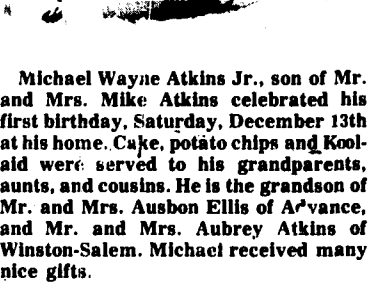 Michael Wayne Atkins Jr., son of Mr.
and Mrs. Mike Atkins celebrated his
first birthday, Saturday, December 13th
at his home. Cake, potato chips and Kool-
aid were served to his grandparents,
aunts, and cousins. He is the grandson of
Mr. and Mrs. Ausbon Ellis of Advance,
and Mr. and Mrs. Aubrey Atkins of
Winston-Salem. Michael received many
nice gifts.